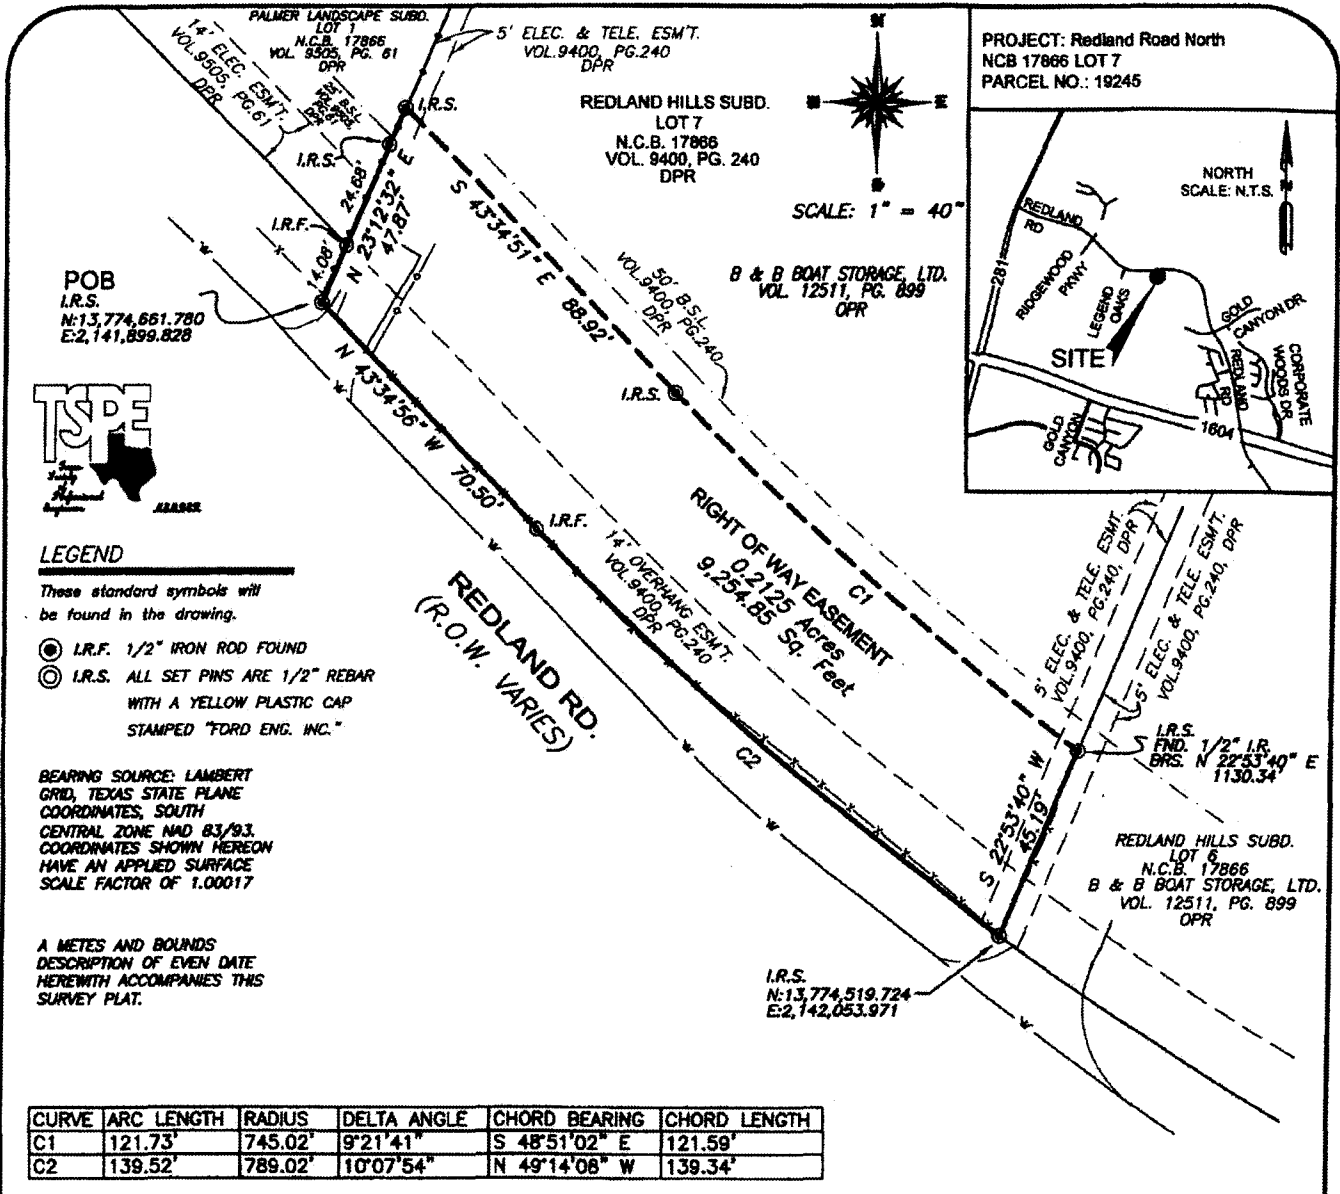 PALMER LANDSCAPE SUBD.
LOT 1
N.C.B. 17866
VOL. 9505, PG. 61
DPR
14' ELEC. ESM'T.
VOL.9505, PG.61
DPR
5' ELEC. & TELE. ESM'T.
VOL.9400, PG.240
DPR
REDLAND HILLS SUBD.
LOT 7
N.C.B. 17866
VOL. 9400, PG. 240
DPR
N
W
E
S
SCALE: 1" = 40'
PROJECT: Redland Road North
NCB 17866 LOT 7
PARCEL NO.: 19245
NORTH
SCALE: N.T.S.
REDLAND
RD
281
RIDGEWOOD
PKWY
LEGEND
OAKS
SITE
GOLD
CANYON DR
REDLAND
RD
CORPORATE
WOODS DR
1604
GOLD
CANYON
I.R.S.
I.R.S.
24.68'
I.R.F.
14.08'
N 23°12'32" E
47.87'
S 43°34'51" E 88.92'
50' B.S.L.
VOL.9400, PG.240
DPR
B & B BOAT STORAGE, LTD.
VOL. 12511, PG. 899
OPR
POB
I.R.S.
N:13,774,661.780
E:2,141,899.828
N 43°34'56" W 70.50'
I.R.S.
I.R.F.
TSPE
Texas
Society
of
Professional
Engineers
LEGEND
These standard symbols will
be found in the drawing.
I.R.F. 1/2" IRON ROD FOUND
I.R.S. ALL SET PINS ARE 1/2" REBAR
WITH A YELLOW PLASTIC CAP
STAMPED "FORD ENG. INC."
BEARING SOURCE: LAMBERT
GRID, TEXAS STATE PLANE
COORDINATES, SOUTH
CENTRAL ZONE NAD 83/93.
COORDINATES SHOWN HEREON
HAVE AN APPLIED SURFACE
SCALE FACTOR OF 1.00017
A METES AND BOUNDS
DESCRIPTION OF EVEN DATE
HEREWITH ACCOMPANIES THIS
SURVEY PLAT.
REDLAND RD.
(R.O.W. VARIES)
14' OVERHANG ESM'T.
VOL.9400, PG.240
DPR
RIGHT OF WAY EASEMENT
0.2125 Acres
9,254.85 Sq. Feet
C1
C2
5' ELEC. & TELE. ESMT.
VOL.9400, PG.240, DPR
5' ELEC. & TELE. ESM'T.
VOL.9400, PG.240, DPR
S 22°53'40" W
45.19'
I.R.S.
FND. 1/2" I.R.
BRS. N 22°53'40" E
1130.34'
REDLAND HILLS SUBD.
LOT 6
N.C.B. 17866
B & B BOAT STORAGE, LTD.
VOL. 12511, PG. 899
OPR
I.R.S.
N:13,774,519.724
E:2,142,053.971
CURVE ARC LENGTH RADIUS DELTA ANGLE CHORD BEARING CHORD LENGTH
C1 121.73' 745.02' 9°21'41" S 48°51'02" E 121.59'
C2 139.52' 789.02' 10°07'54" N 49°14'08" W 139.34'